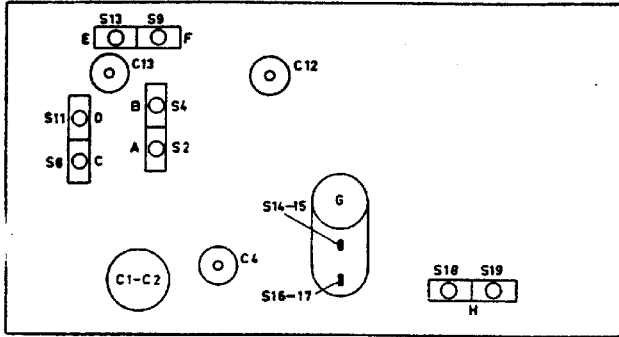 S13 S9
E F
C13 C12
B S4
S11 D
A S2
S6 C
G
S14-15
C4
C1-C2
S16-17
S18 S19
H